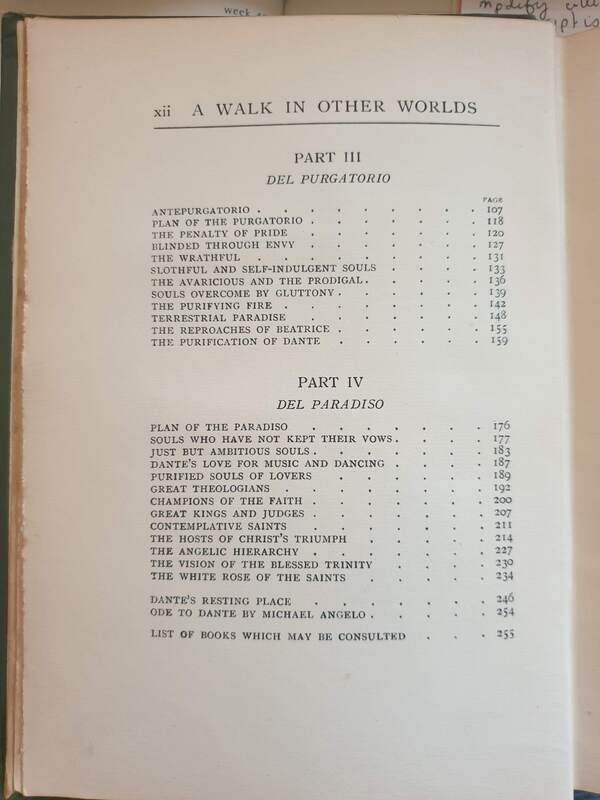 week
mplify
pt is
xii A WALK IN OTHER WORLDS
PART III
DEL PURGATORIO
PAGE
ANTEPURGATORIO . . . . . . . . . 107
PLAN OF THE PURGATORIO . . . . . . . 118
THE PENALTY OF PRIDE . . . . . . . 120
BLINDED THROUGH ENVY . . . . . . . 127
THE WRATHFUL . . . . . . . . . 131
SLOTHFUL AND SELF-INDULGENT SOULS . . . . 133
THE AVARICIOUS AND THE PRODIGAL . . . . . 136
SOULS OVERCOME BY GLUTTONY . . . . . . 139
THE PURIFYING FIRE . . . . . . . . 142
TERRESTRIAL PARADISE . . . . . . . 148
THE REPROACHES OF BEATRICE . . . . . . 155
THE PURIFICATION OF DANTE . . . . . . 159
PART IV
DEL PARADISO
PLAN OF THE PARADISO . . . . . . . 176
SOULS WHO HAVE NOT KEPT THEIR VOWS . . . . 177
JUST BUT AMBITIOUS SOULS . . . . . . . 183
DANTE'S LOVE FOR MUSIC AND DANCING . . . . 187
PURIFIED SOULS OF LOVERS . . . . . . 189
GREAT THEOLOGIANS . . . . . . . . 192
CHAMPIONS OF THE FAITH . . . . . . . 200
GREAT KINGS AND JUDGES . . . . . . . 207
CONTEMPLATIVE SAINTS . . . . . . . 211
THE HOSTS OF CHRIST'S TRIUMPH . . . . . 214
THE ANGELIC HIERARCHY . . . . . . . 227
THE VISION OF THE BLESSED TRINITY . . . . 230
THE WHITE ROSE OF THE SAINTS . . . . . 234
DANTE'S RESTING PLACE . . . . . . . 246
ODE TO DANTE BY MICHAEL ANGELO . . . . . 254
LIST OF BOOKS WHICH MAY BE CONSULTED . . . 255